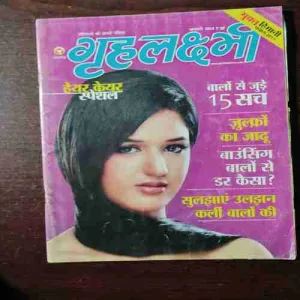 मुफ्त
गृहलक्ष्मी
हेयर केयर
स्पेशल
बालों से जुड़े
15 सच
ज़ुल्फ़ों
का जादू
बाउंसिंग
बालों से
डर कैसा?
सुलझाएं उलझन
कर्ली बालों की